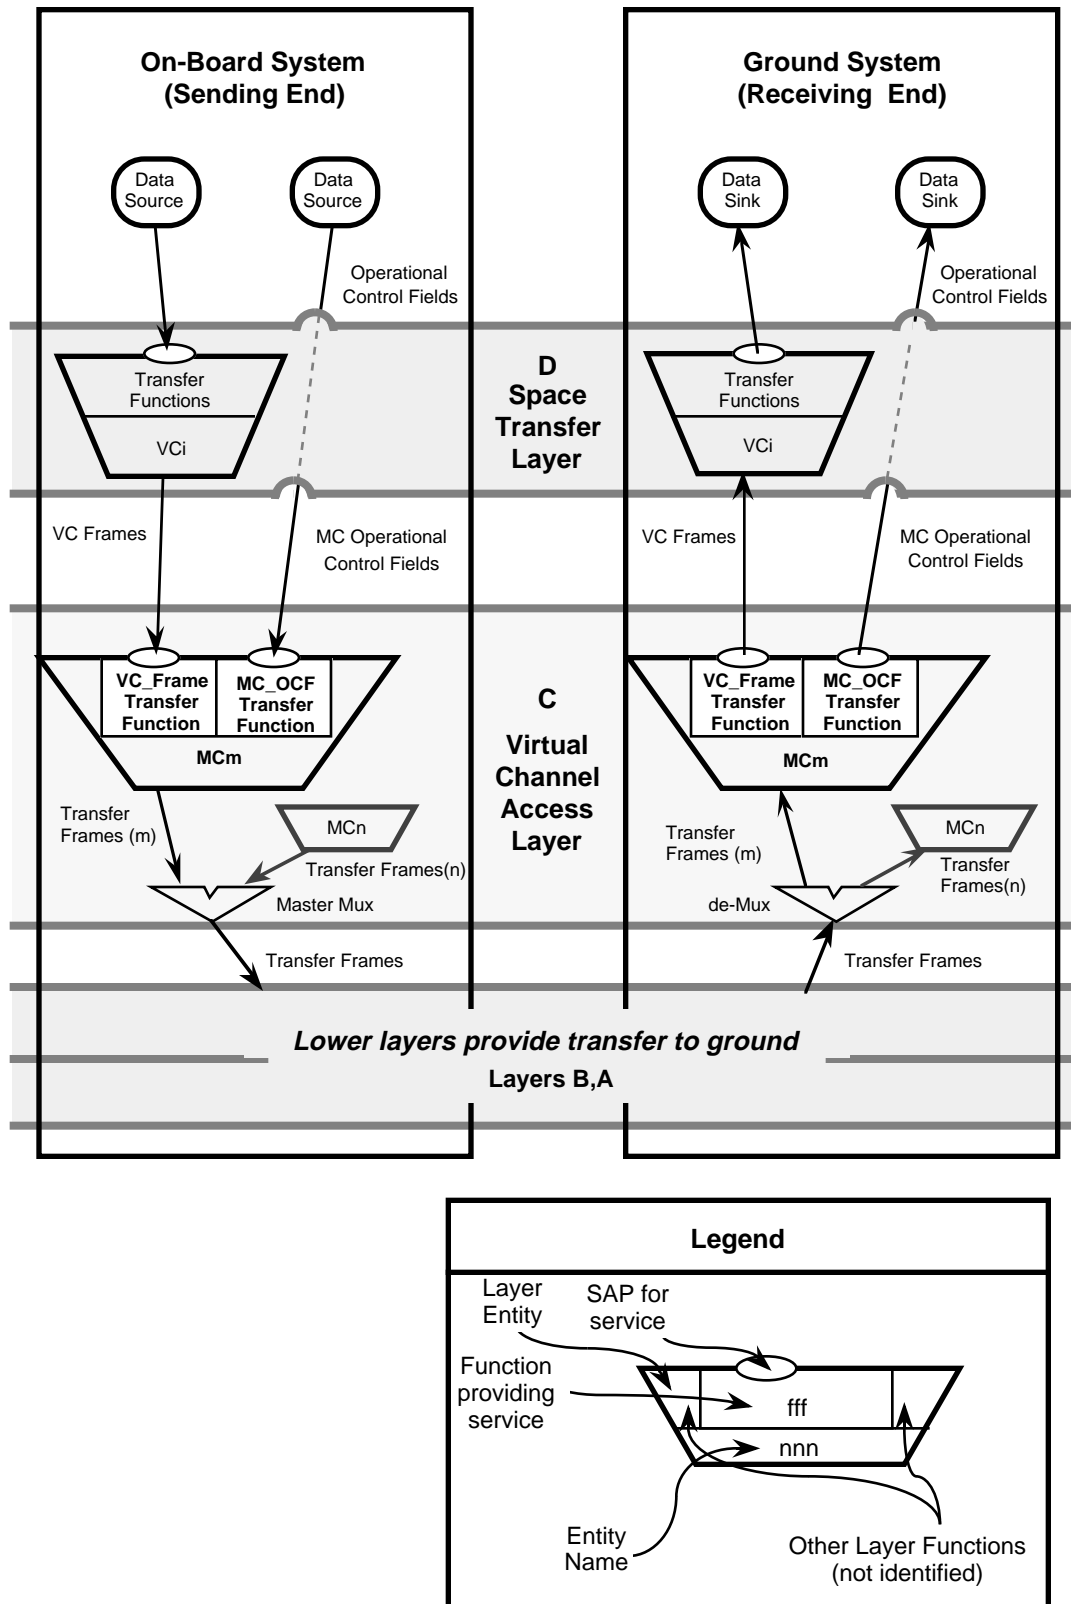 On-Board System
(Sending End)
Ground System
(Receiving End)
Data
Source
Data
Source
Data
Sink
Data
Sink
Operational
Control Fields
Operational
Control Fields
Transfer
Functions
VCi
D
Space
Transfer
Layer
Transfer
Functions
VCi
VC Frames
MC Operational
Control Fields
VC Frames
MC Operational
Control Fields
VC_Frame
Transfer
Function
MC_OCF
Transfer
Function
MCm
C
Virtual
Channel
Access
Layer
VC_Frame
Transfer
Function
MC_OCF
Transfer
Function
MCm
Transfer
Frames (m)
MCn
Transfer Frames(n)
Master Mux
Transfer
Frames (m)
MCn
Transfer
Frames(n)
de-Mux
Transfer Frames
Transfer Frames
Lower layers provide transfer to ground
Layers B,A
Legend
Layer
Entity
SAP for
service
Function
providing
service
fff
nnn
Entity
Name
Other Layer Functions
(not identified)